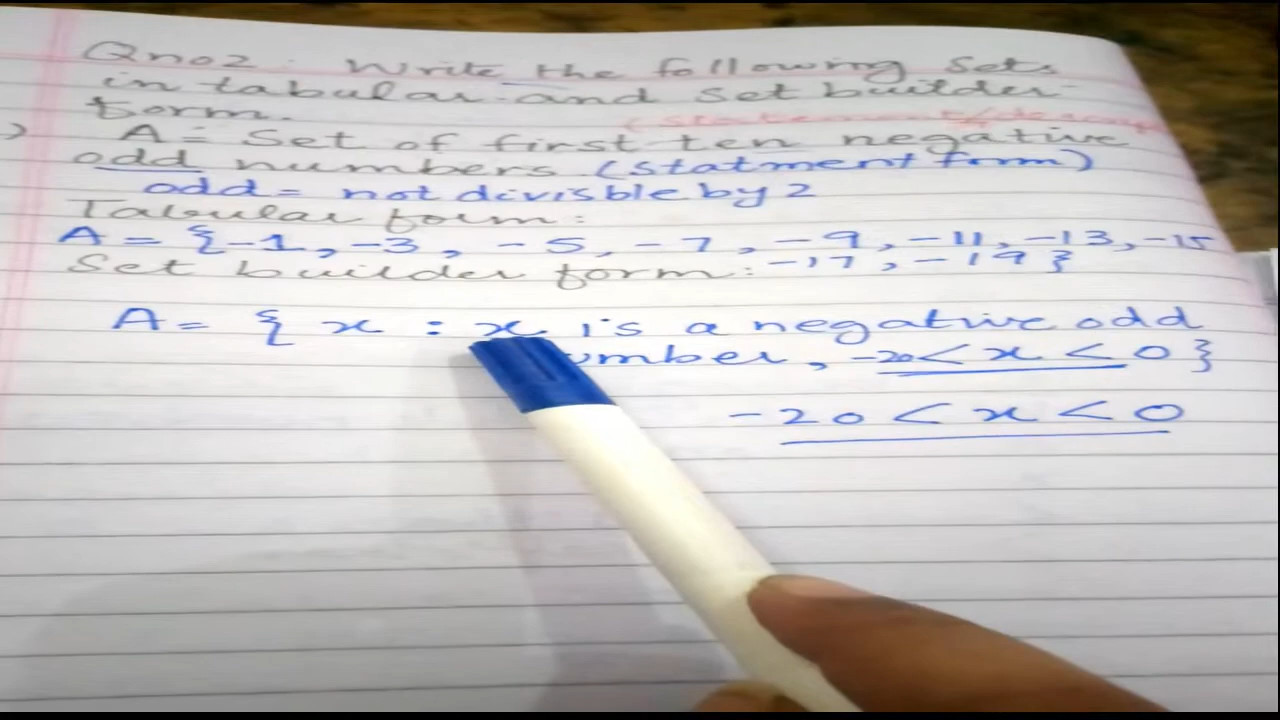 Qno2. Write the following Sets
in tabular and set builder
form.
A = Set of first ten negative
odd numbers (statment form)
odd = not divisble by 2
Tabular form:
A = {-1, -3, -5, -7, -9, -11, -13, -15
Set builder form: -17, -19}
A = { x : x is a negative odd
umber, -20 < x < 0 }
-20 < x < 0